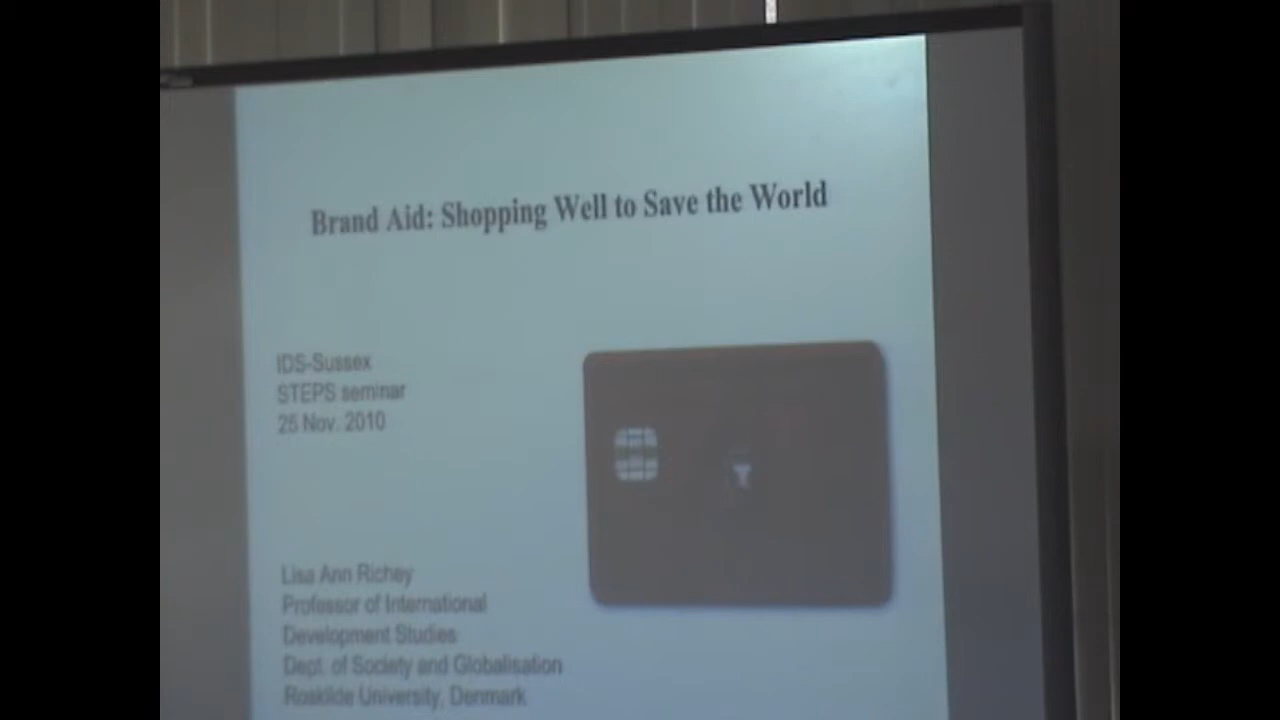 Brand Aid: Shopping Well to Save the World
IDS-Sussex
STEPS seminar
25 Nov. 2010
Lisa Ann Richey
Professor of International
Development Studies
Dept. of Society and Globalisation
Roskilde University, Denmark